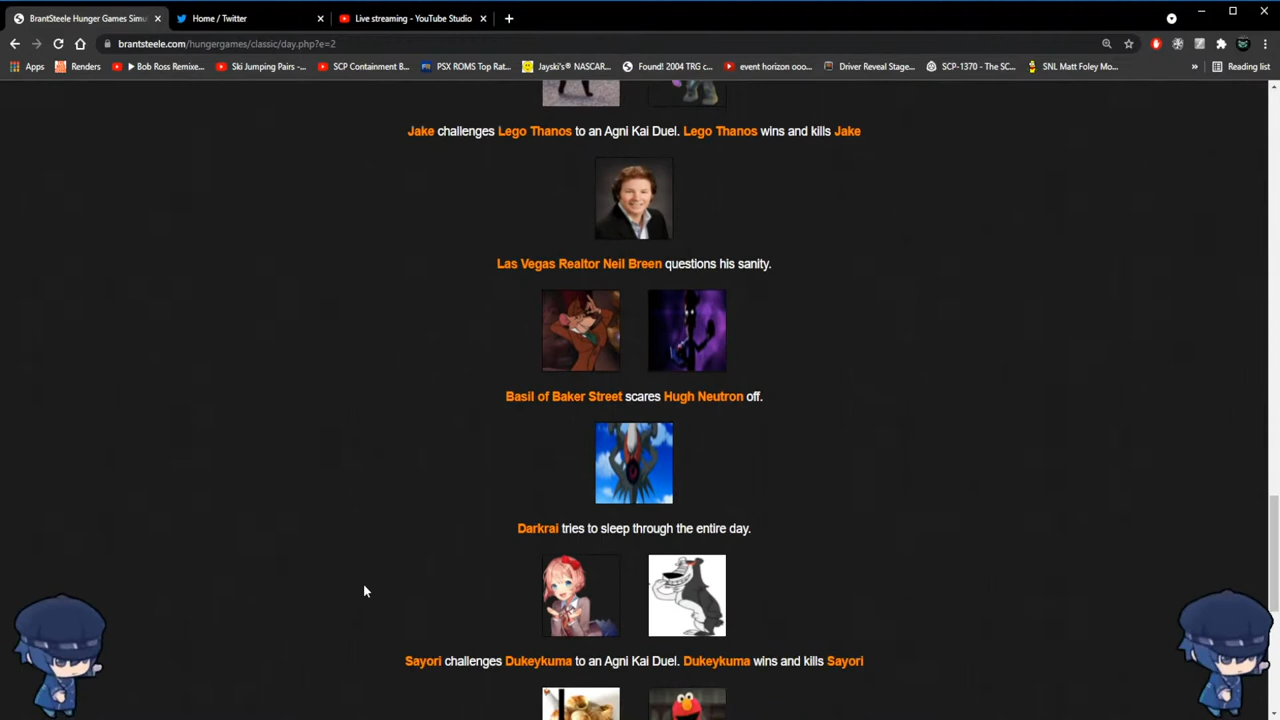 BrantSteele Hunger Games Simu
Home / Twitter
Live streaming - YouTube Studio
brantsteele.com/hungergames/classic/day.php?e=2
Apps
Renders
Bob Ross Remixe...
Ski Jumping Pairs -...
SCP Containment B...
PSX ROMS Top Rat...
Jayski's® NASCAR...
Found! 2004 TRG c...
event horizon ooo...
Driver Reveal Stage...
SCP-1370 - The SC...
SNL Matt Foley Mo...
»
Reading list
Jake challenges Lego Thanos to an Agni Kai Duel. Lego Thanos wins and kills Jake
Las Vegas Realtor Neil Breen questions his sanity.
Basil of Baker Street scares Hugh Neutron off.
Darkrai tries to sleep through the entire day.
Sayori challenges Dukeykuma to an Agni Kai Duel. Dukeykuma wins and kills Sayori